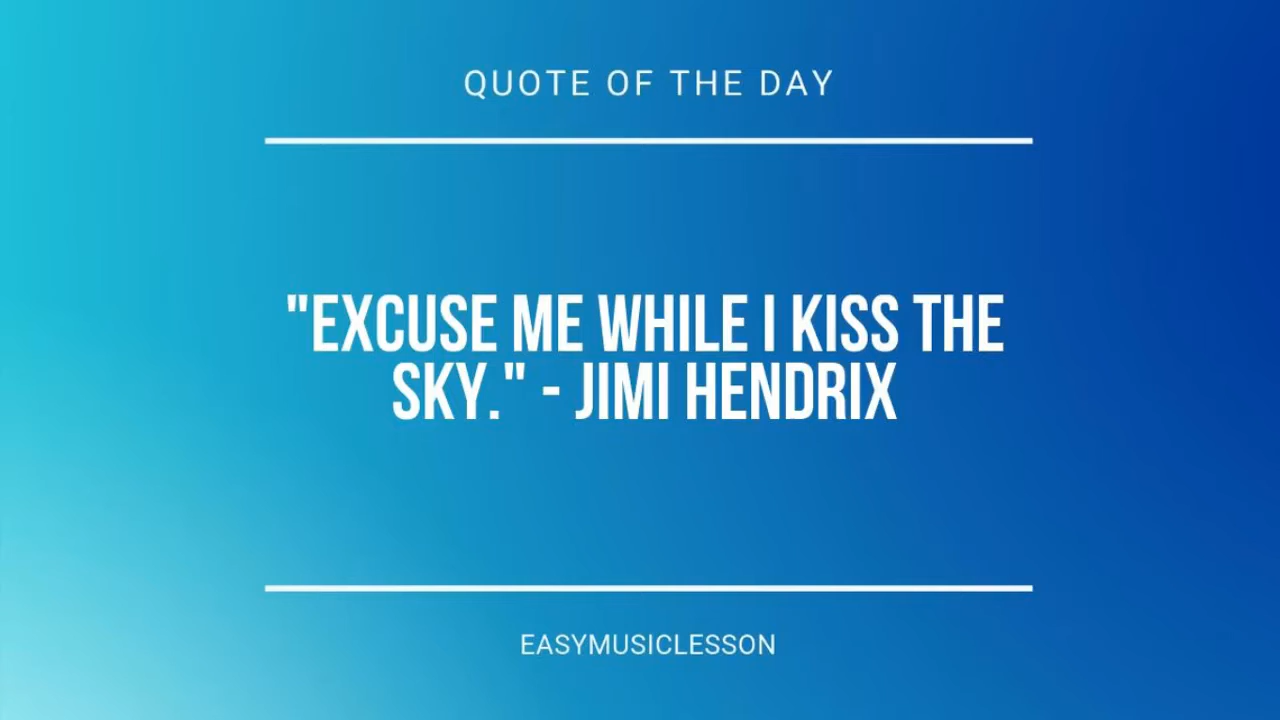 QUOTE OF THE DAY
"EXCUSE ME WHILE I KISS THE
SKY." - JIMI HENDRIX
EASYMUSICLESSON